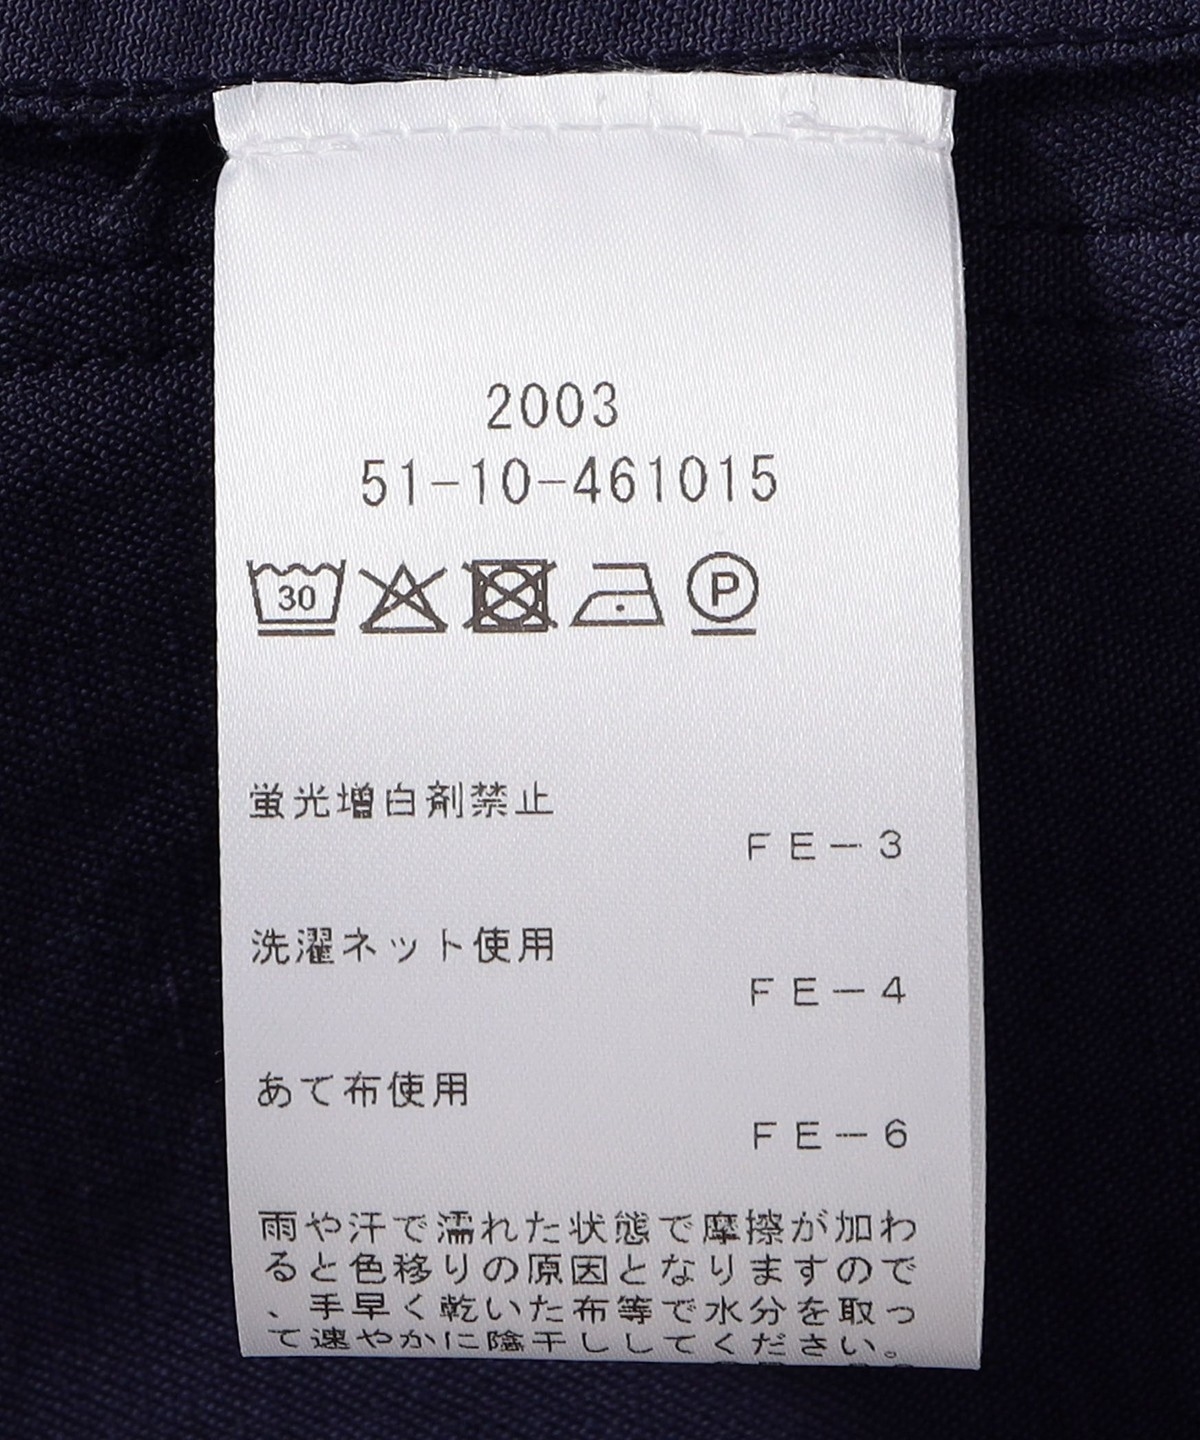 2003
51-10-461015
30
P
蛍光増白剤禁止
FE-3
洗濯ネット使用
FE-4
あて布使用
FE-6
雨や汗で濡れた状態で摩擦が加わ
ると色移りの原因となりますので
、手早く乾いた布等で水分を取っ
て速やかに陰干ししてください。